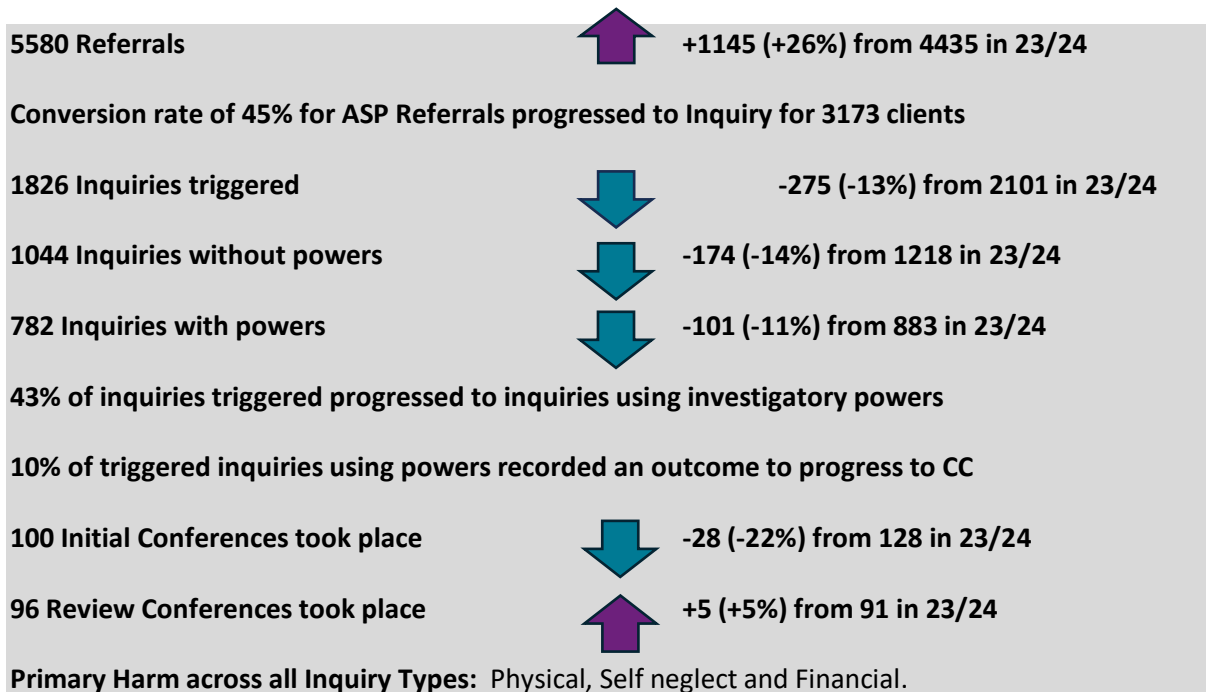 5580 Referrals +1145 (+26%) from 4435 in 23/24
Conversion rate of 45% for ASP Referrals progressed to Inquiry for 3173 clients
1826 Inquiries triggered -275 (-13%) from 2101 in 23/24
1044 Inquiries without powers -174 (-14%) from 1218 in 23/24
782 Inquiries with powers -101 (-11%) from 883 in 23/24
43% of inquiries triggered progressed to inquiries using investigatory powers
10% of triggered inquiries using powers recorded an outcome to progress to CC
100 Initial Conferences took place -28 (-22%) from 128 in 23/24
96 Review Conferences took place +5 (+5%) from 91 in 23/24
Primary Harm across all Inquiry Types: Physical, Self neglect and Financial.